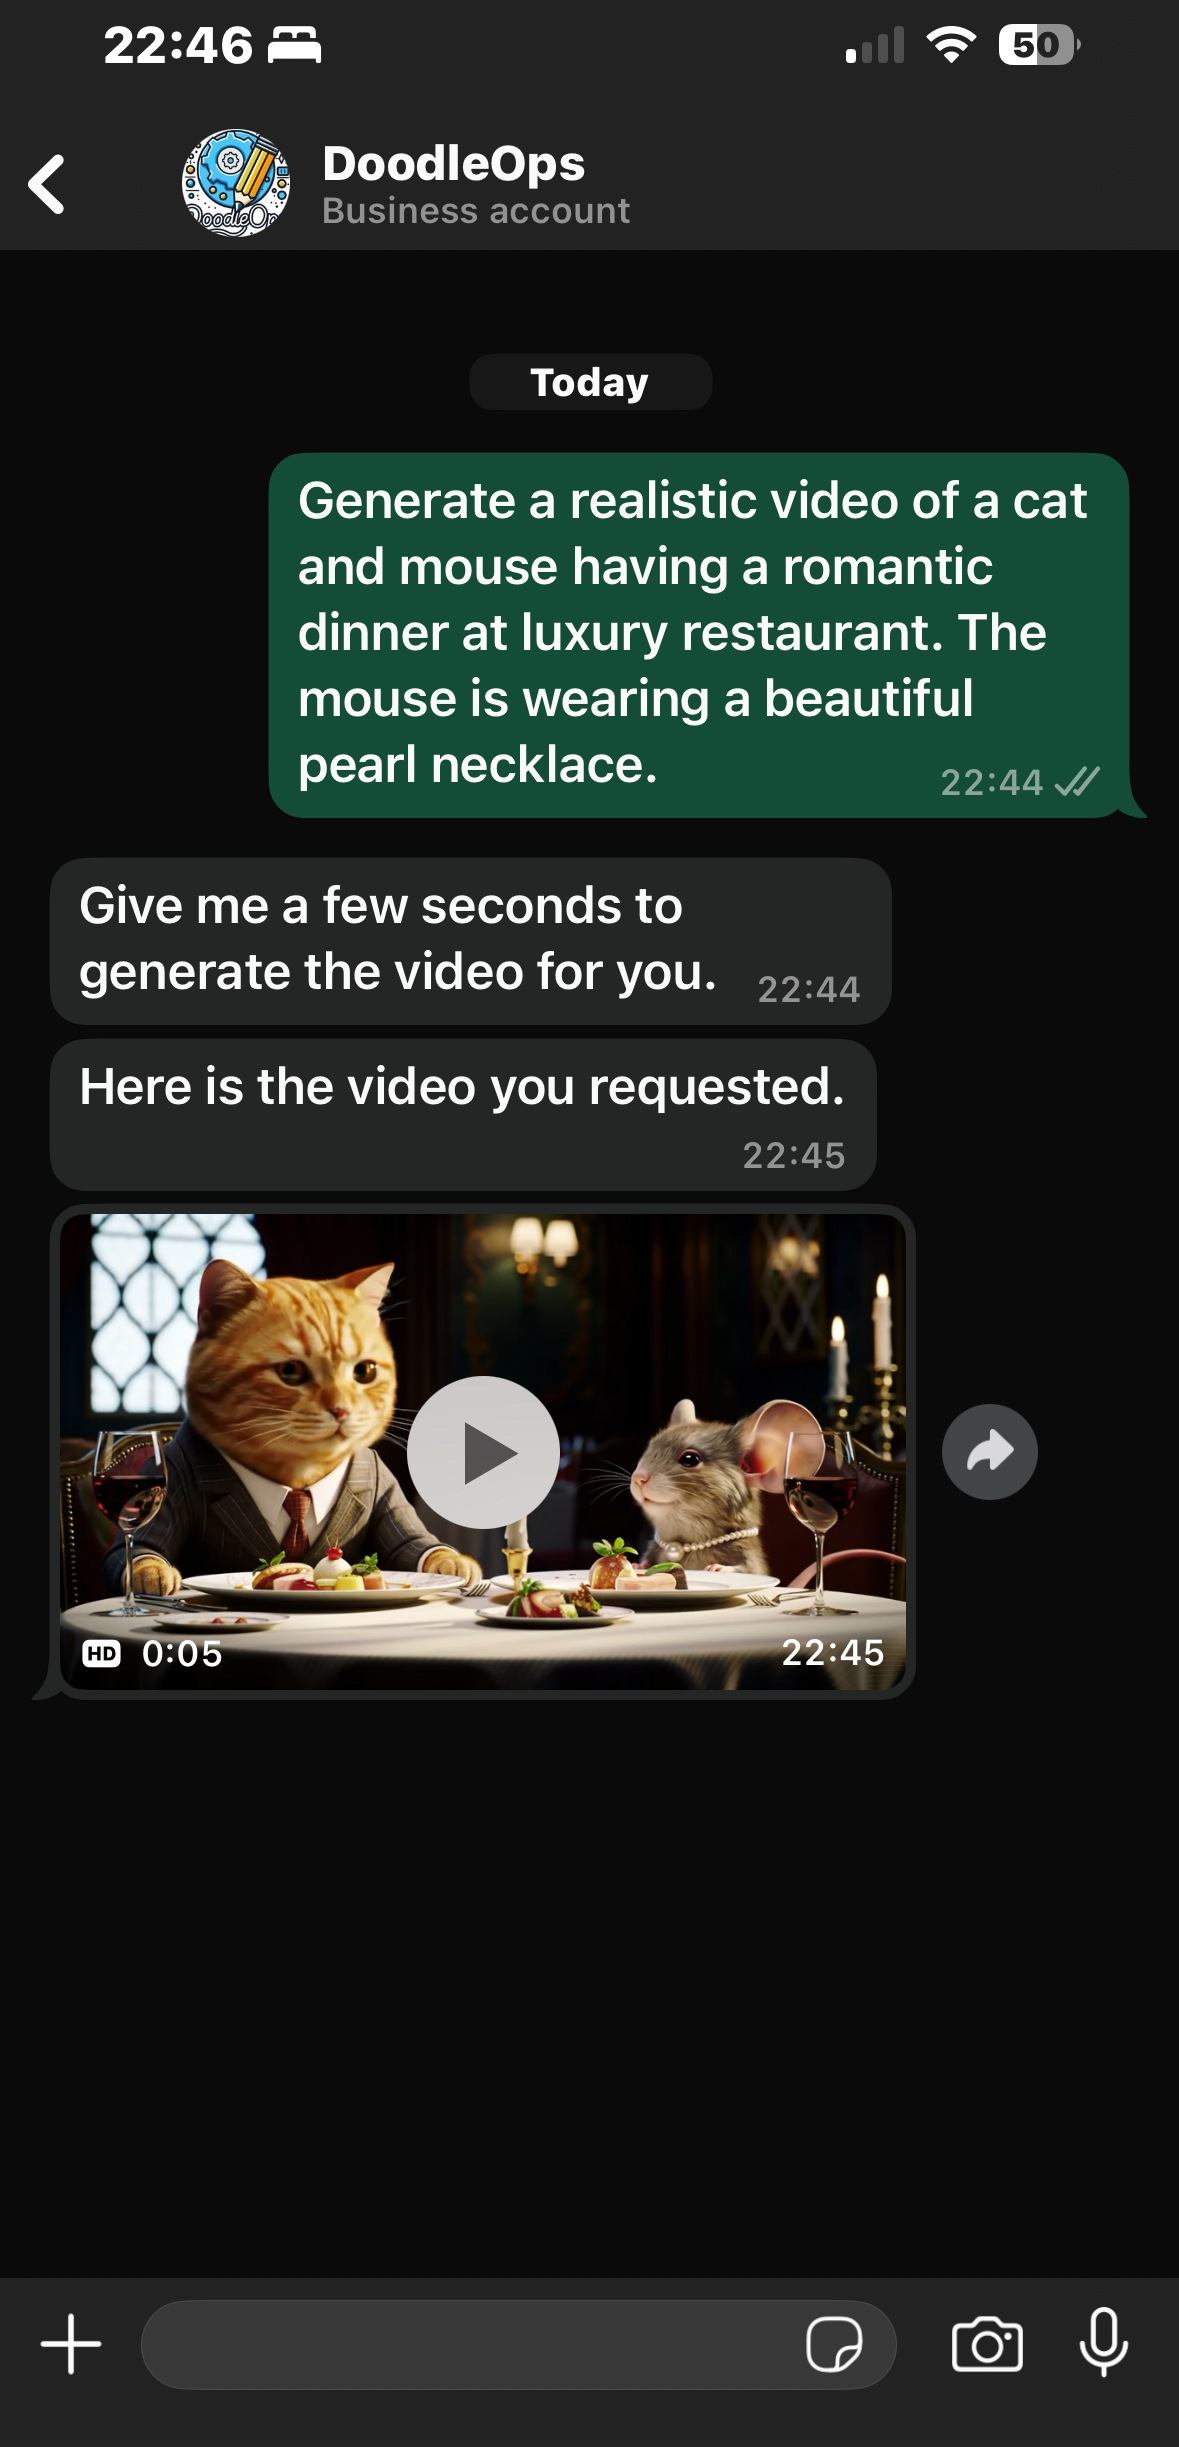 22:46
50
DoodleOps
Business account
DoodleOp
Today
Generate a realistic video of a cat
and mouse having a romantic
dinner at luxury restaurant. The
mouse is wearing a beautiful
pearl necklace.
22:44
Give me a few seconds to
generate the video for you.
22:44
Here is the video you requested.
22:45
HD 0:05
22:45